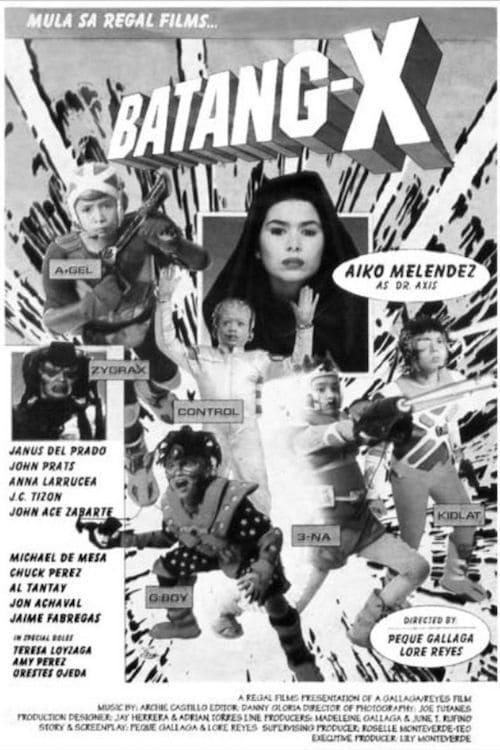 MULA SA REGAL FILMS...
BATANG-X
AIKO MELENDEZ
AS DR. AXIS
A-GEL
ZYGRAX
CONTROL
JANUS DEL PRADO
JOHN PRATS
ANNA LARRUCEA
J.C. TIZON
JOHN ACE ZABARTE
KIDLAT
3-NA
G:BOY
MICHAEL DE MESA
CHUCK PEREZ
AL TANTAY
JON ACHAVAL
JAIME FABREGAS
IN SPECIAL ROLES
TERESA LOYZAGA
AMY PEREZ
ORESTES OJEDA
DIRECTED BY:
PEQUE GALLAGA
LORE REYES
A REGAL FILMS PRESENTATION OF A GALLAGA/REYES FILM
MUSIC BY: ARCHIE CASTILLO EDITOR: DANNY GLORIA DIRECTOR OF PHOTOGRAPHY: JOE TUTANES
PRODUCTION DESIGNER: JAY HERRERA & ADRIAN TORRES LINE PRODUCERS: MADELEINE GALLAGA & JUNE T. RUFINO
STORY & SCREENPLAY: PEQUE GALLAGA & LORE REYES SUPERVISING PRODUCER: ROSELLE MONTEVERDE-TEO
EXECUTIVE PRODUCER: LILY MONTEVERDE